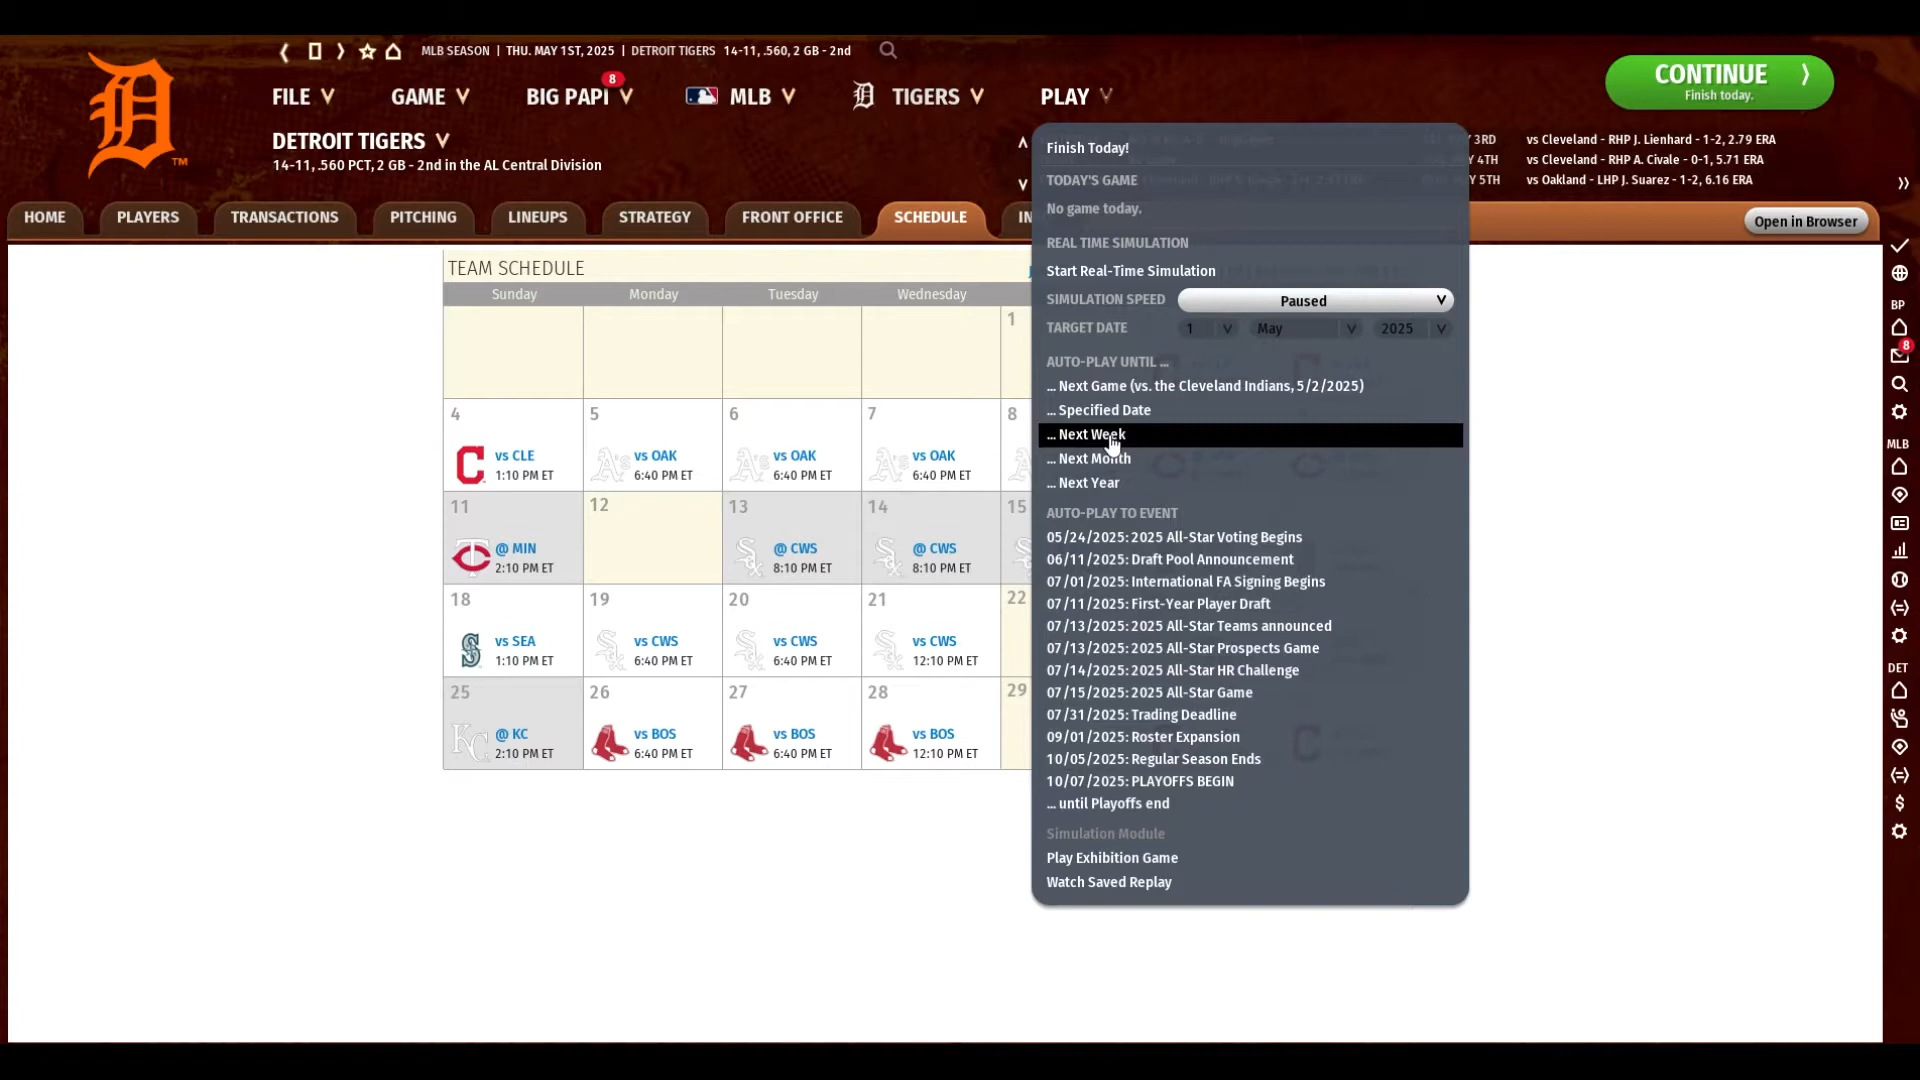 MLB SEASON | THU. MAY 1ST, 2025 | DETROIT TIGERS 14-11, .560, 2 GB - 2nd
FILE GAME BIG PAPI 8 MLB TIGERS PLAY
CONTINUE
Finish today.
DETROIT TIGERS
14-11, .560 PCT, 2 GB - 2nd in the AL Central Division
3RD vs Cleveland - RHP J. Lienhard - 1-2, 2.79 ERA
Y 4TH vs Cleveland - RHP A. Civale - 0-1, 5.71 ERA
Y 5TH vs Oakland - LHP J. Suarez - 1-2, 6.16 ERA
HOME PLAYERS TRANSACTIONS PITCHING LINEUPS STRATEGY FRONT OFFICE SCHEDULE IN
Open in Browser
TEAM SCHEDULE
Sunday Monday Tuesday Wednesday
1
4 5 6 7 8
vs CLE vs OAK vs OAK vs OAK
1:10 PM ET 6:40 PM ET 6:40 PM ET 6:40 PM ET
11 12 13 14 15
@ MIN @ CWS @ CWS
2:10 PM ET 8:10 PM ET 8:10 PM ET
18 19 20 21 22
vs SEA vs CWS vs CWS vs CWS
1:10 PM ET 6:40 PM ET 6:40 PM ET 12:10 PM ET
25 26 27 28 29
@ KC vs BOS vs BOS vs BOS
2:10 PM ET 6:40 PM ET 6:40 PM ET 12:10 PM ET
Finish Today!
TODAY'S GAME
No game today.
REAL TIME SIMULATION
Start Real-Time Simulation
SIMULATION SPEED Paused
TARGET DATE 1 May 2025
AUTO-PLAY UNTIL ...
... Next Game (vs. the Cleveland Indians, 5/2/2025)
... Specified Date
... Next Week
... Next Month
... Next Year
AUTO-PLAY TO EVENT
05/24/2025: 2025 All-Star Voting Begins
06/11/2025: Draft Pool Announcement
07/01/2025: International FA Signing Begins
07/11/2025: First-Year Player Draft
07/13/2025: 2025 All-Star Teams announced
07/13/2025: 2025 All-Star Prospects Game
07/14/2025: 2025 All-Star HR Challenge
07/15/2025: 2025 All-Star Game
07/31/2025: Trading Deadline
09/01/2025: Roster Expansion
10/05/2025: Regular Season Ends
10/07/2025: PLAYOFFS BEGIN
... until Playoffs end
Simulation Module
Play Exhibition Game
Watch Saved Replay
BP
8
MLB
DET
$